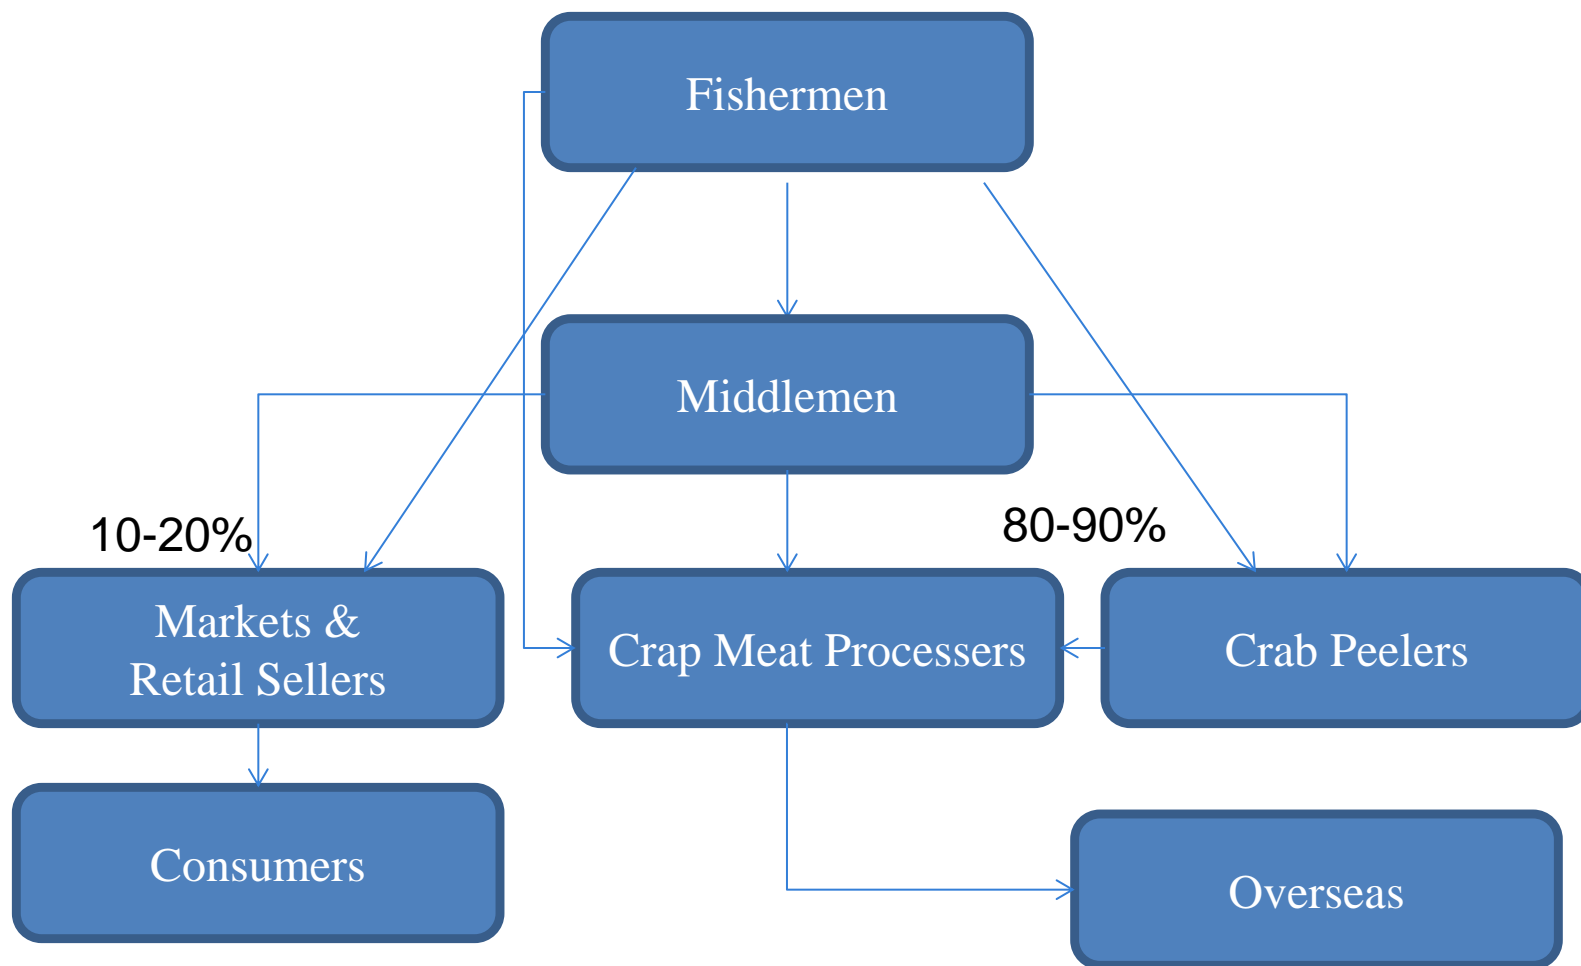 Fishermen
Middlemen
10-20%
80-90%
Markets &
Retail Sellers
Crap Meat Processers
Crab Peelers
Consumers
Overseas